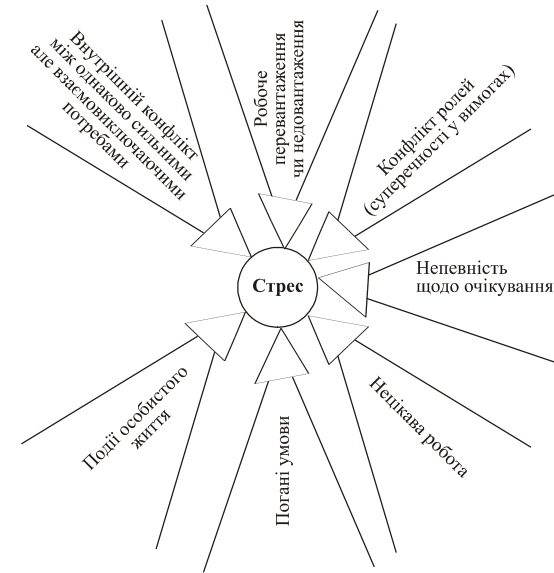 Внутрішній конфлікт
між однаково сильними
але взаємовиключаючими
потребами
Робоче
перевантаження
чи недовантаження
Конфлікт ролей
(суперечності у вимогах)
Непевність
щодо очікування
Стрес
Події особистого
життя
Погані умови
Нецікава робота